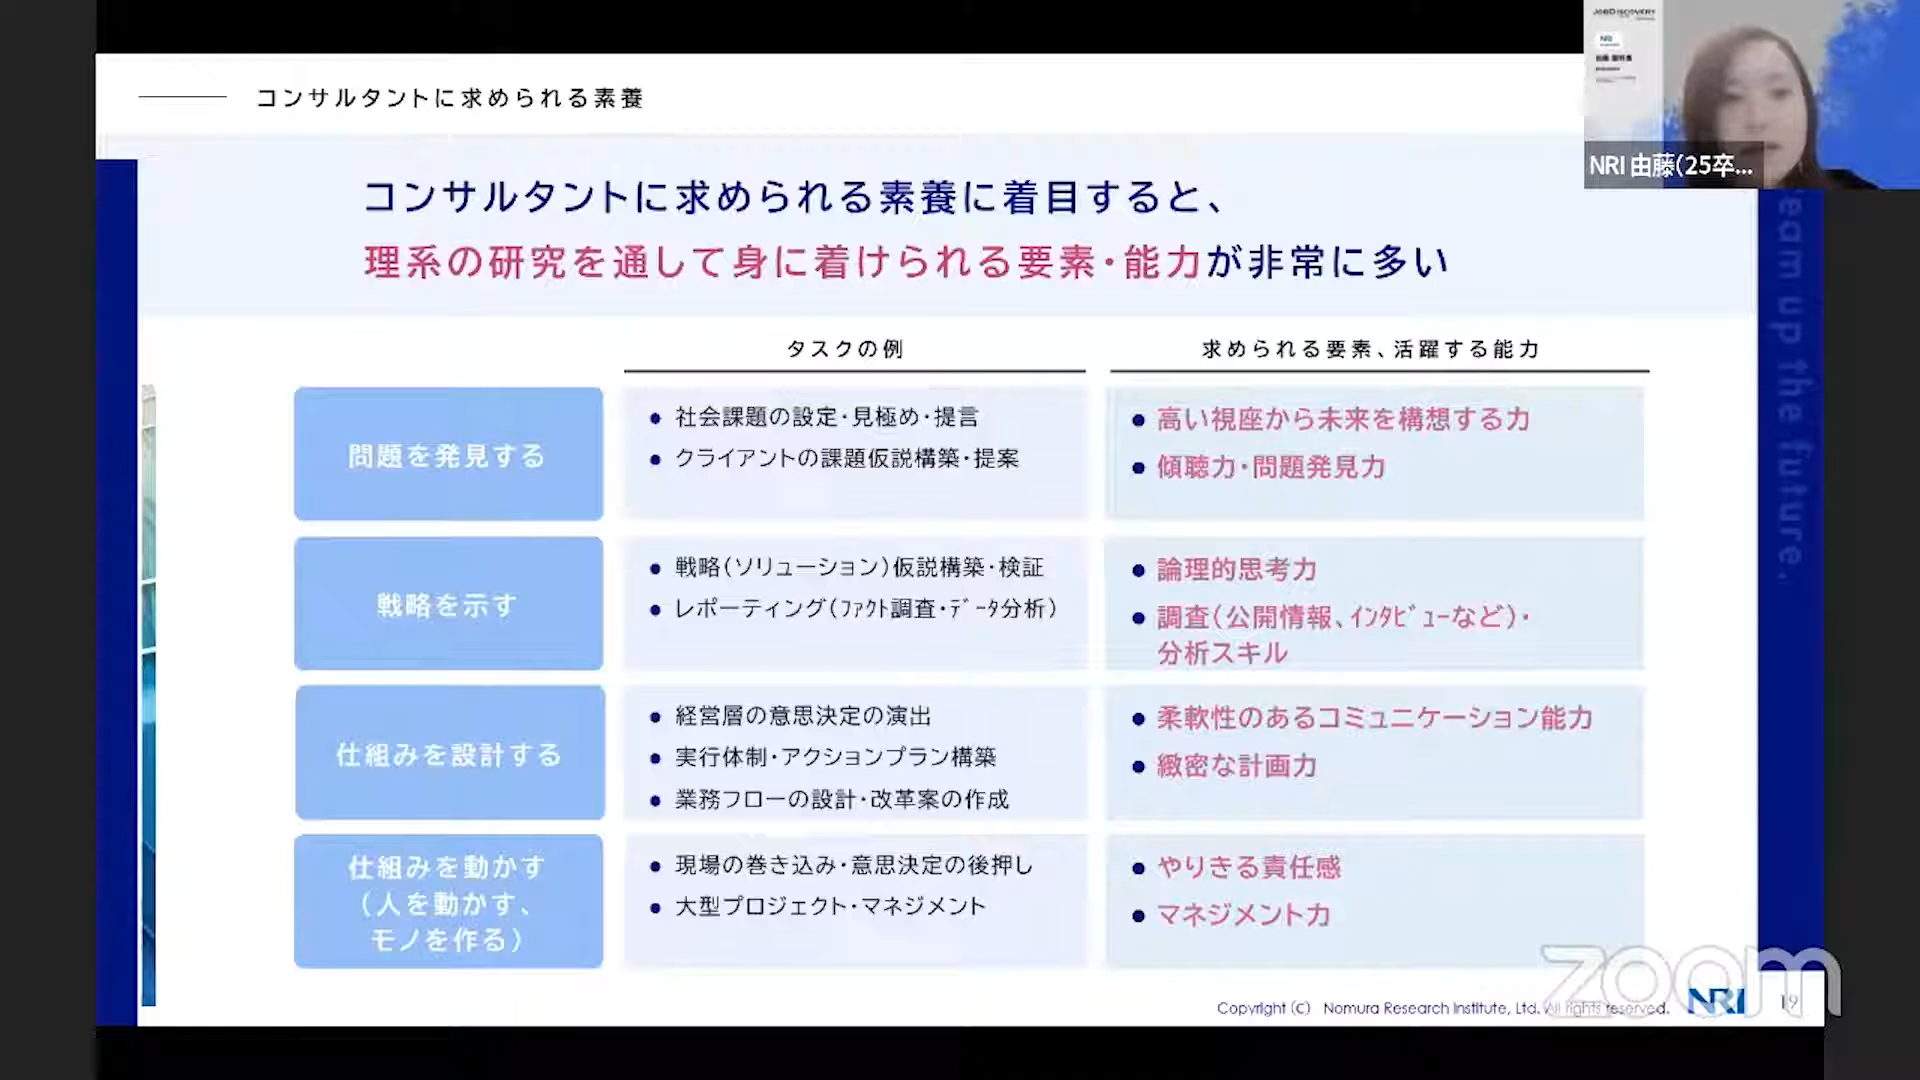 コンサルタントに求められる素養
JOBDISCOVERY
NRI
NRI 由藤(25卒...
コンサルタントに求められる素養に着目すると、
理系の研究を通して身に着けられる要素・能力が非常に多い
eam up the future.
タスクの例
求められる要素、活躍する能力
問題を発見する
社会課題の設定・見極め・提言
クライアントの課題仮説構築・提案
高い視座から未来を構想する力
傾聴力・問題発見力
戦略を示す
戦略(ソリューション)仮説構築・検証
レポーティング(ファクト調査・データ分析)
論理的思考力
調査(公開情報、インタビューなど)・
分析スキル
仕組みを設計する
経営層の意思決定の演出
実行体制・アクションプラン構築
業務フローの設計・改革案の作成
柔軟性のあるコミュニケーション能力
緻密な計画力
仕組みを動かす
(人を動かす、
モノを作る)
現場の巻き込み・意思決定の後押し
大型プロジェクト・マネジメント
やりきる責任感
マネジメント力
Copyright (C) Nomura Research Institute, Ltd. All rights reserved.
NRI
19
zoom